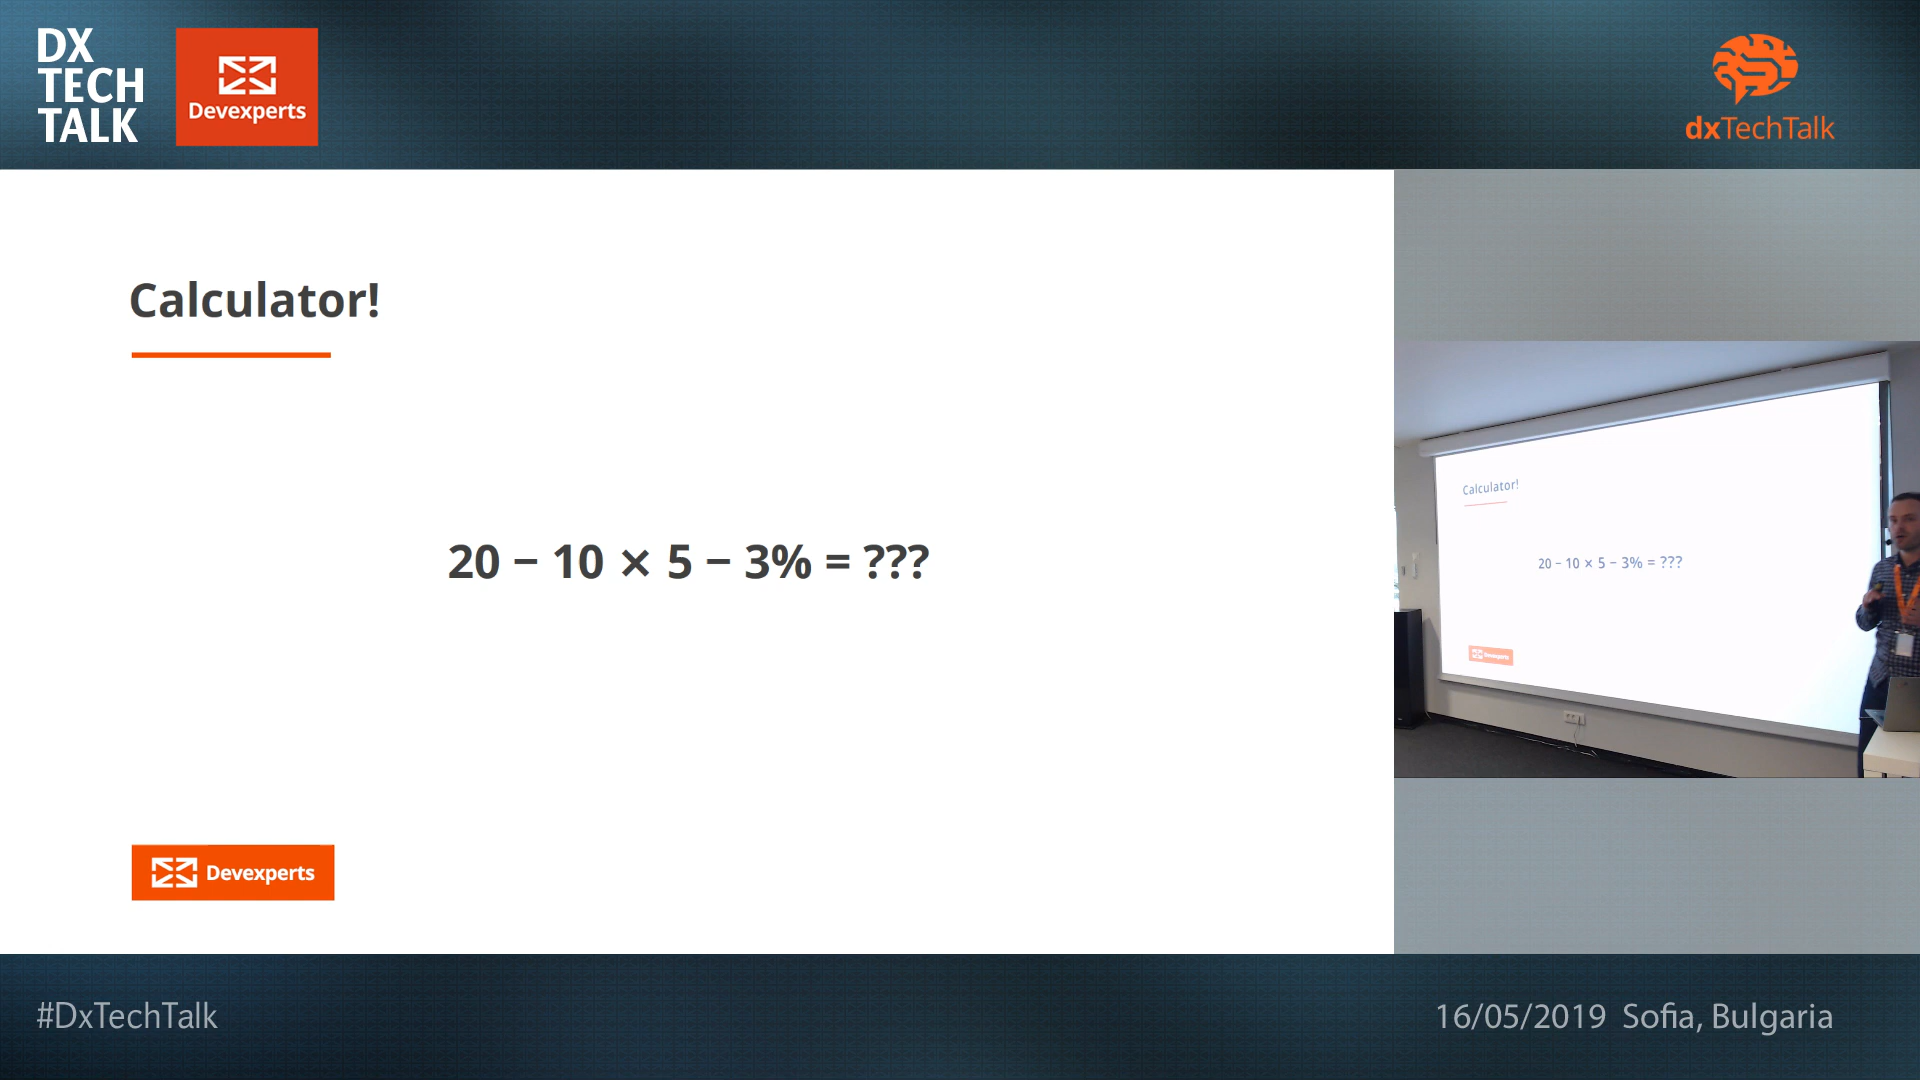 DX
TECH
TALK
Devexperts
dxTechTalk
Calculator!
20 − 10 × 5 − 3% = ???
Calculator!
20 − 10 × 5 − 3% = ???
Devexperts
Devexperts
#DxTechTalk
16/05/2019 Sofia, Bulgaria